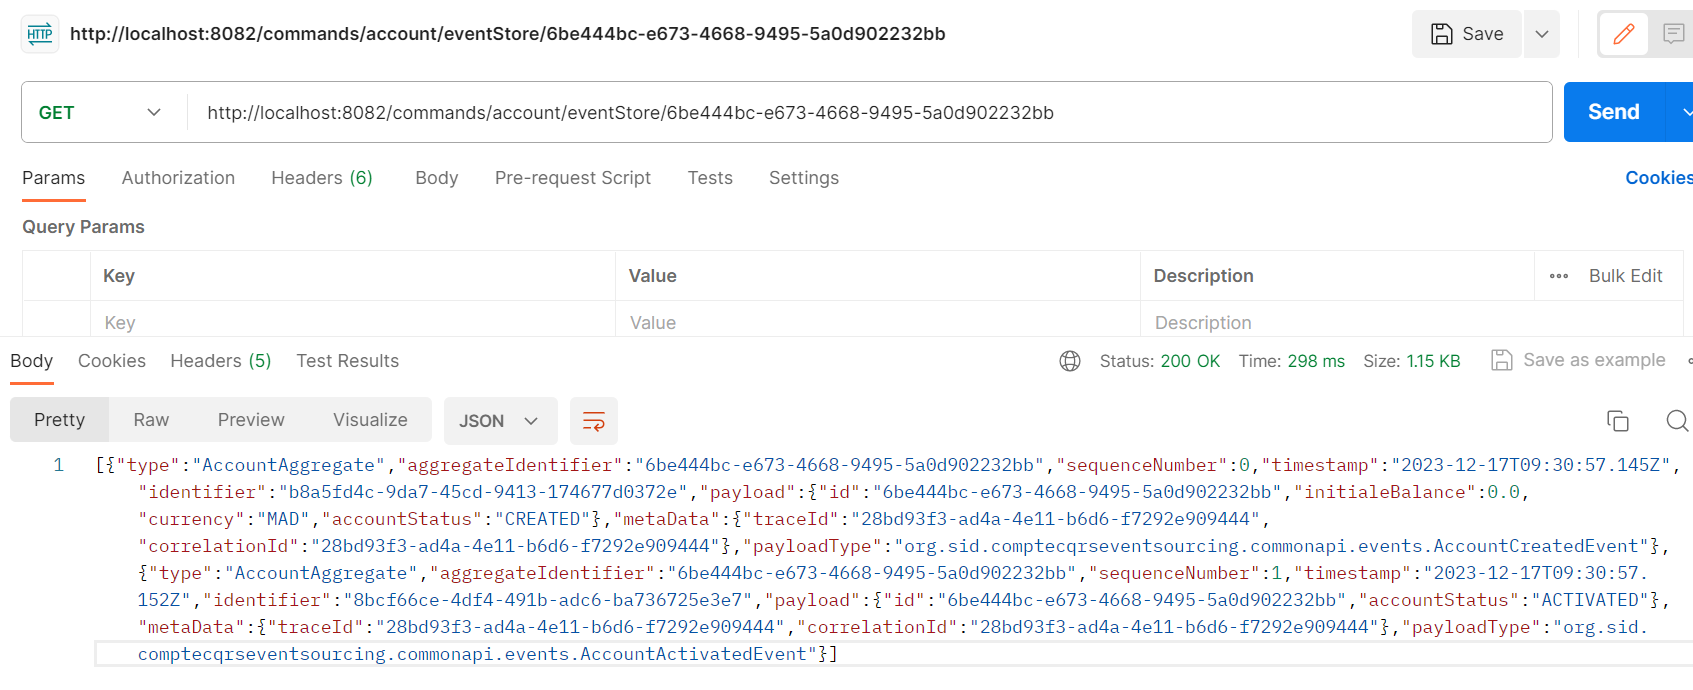 HTTP http://localhost:8082/commands/account/eventStore/6be444bc-e673-4668-9495-5a0d902232bb Save
GET http://localhost:8082/commands/account/eventStore/6be444bc-e673-4668-9495-5a0d902232bb Send
Params Authorization Headers (6) Body Pre-request Script Tests Settings Cookies
Query Params
Key Value Description Bulk Edit
Key Value Description
Body Cookies Headers (5) Test Results Status: 200 OK Time: 298 ms Size: 1.15 KB Save as example
Pretty Raw Preview Visualize JSON
1 [{"type":"AccountAggregate","aggregateIdentifier":"6be444bc-e673-4668-9495-5a0d902232bb","sequenceNumber":0,"timestamp":"2023-12-17T09:30:57.145Z",
"identifier":"b8a5fd4c-9da7-45cd-9413-174677d0372e","payload":{"id":"6be444bc-e673-4668-9495-5a0d902232bb","initialeBalance":0.0,
"currency":"MAD","accountStatus":"CREATED"},"metaData":{"traceId":"28bd93f3-ad4a-4e11-b6d6-f7292e909444",
"correlationId":"28bd93f3-ad4a-4e11-b6d6-f7292e909444"},"payloadType":"org.sid.comptecqrseventsourcing.commonapi.events.AccountCreatedEvent"},
{"type":"AccountAggregate","aggregateIdentifier":"6be444bc-e673-4668-9495-5a0d902232bb","sequenceNumber":1,"timestamp":"2023-12-17T09:30:57.
152Z","identifier":"8bcf66ce-4df4-491b-adc6-ba736725e3e7","payload":{"id":"6be444bc-e673-4668-9495-5a0d902232bb","accountStatus":"ACTIVATED"},
"metaData":{"traceId":"28bd93f3-ad4a-4e11-b6d6-f7292e909444","correlationId":"28bd93f3-ad4a-4e11-b6d6-f7292e909444"},"payloadType":"org.sid.
comptecqrseventsourcing.commonapi.events.AccountActivatedEvent"}]